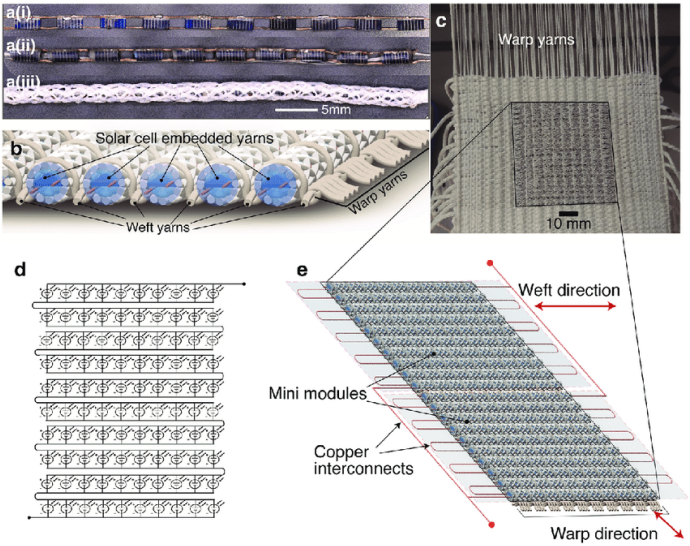 a(i)
a(ii)
a(iii)
5mm
b
Solar cell embedded yarns
Weft yarns
Warp yarns
c
Warp yarns
10 mm
d
e
Weft direction
Mini modules
Copper
interconnects
Warp direction